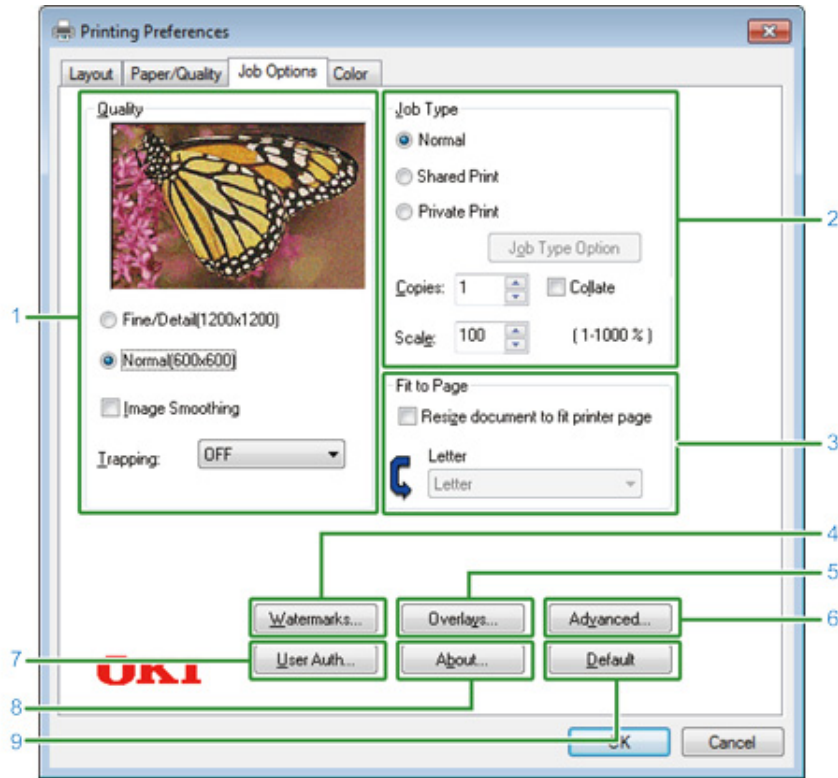 Printing Preferences
Layout
Paper/Quality
Job Options
Color
Quality
1
Fine/Detail(1200x1200)
Normal(600x600)
Image Smoothing
Trapping:
OFF
Job Type
Normal
Shared Print
Private Print
2
Job Type Option
Copies:
1
Collate
Scale:
100
(1-1000 %)
Fit to Page
Resize document to fit printer page
3
Letter
Letter
4
5
Watermarks...
Overlays...
Advanced...
6
7
OKI
User Auth...
About...
Default
8
9
OK
Cancel